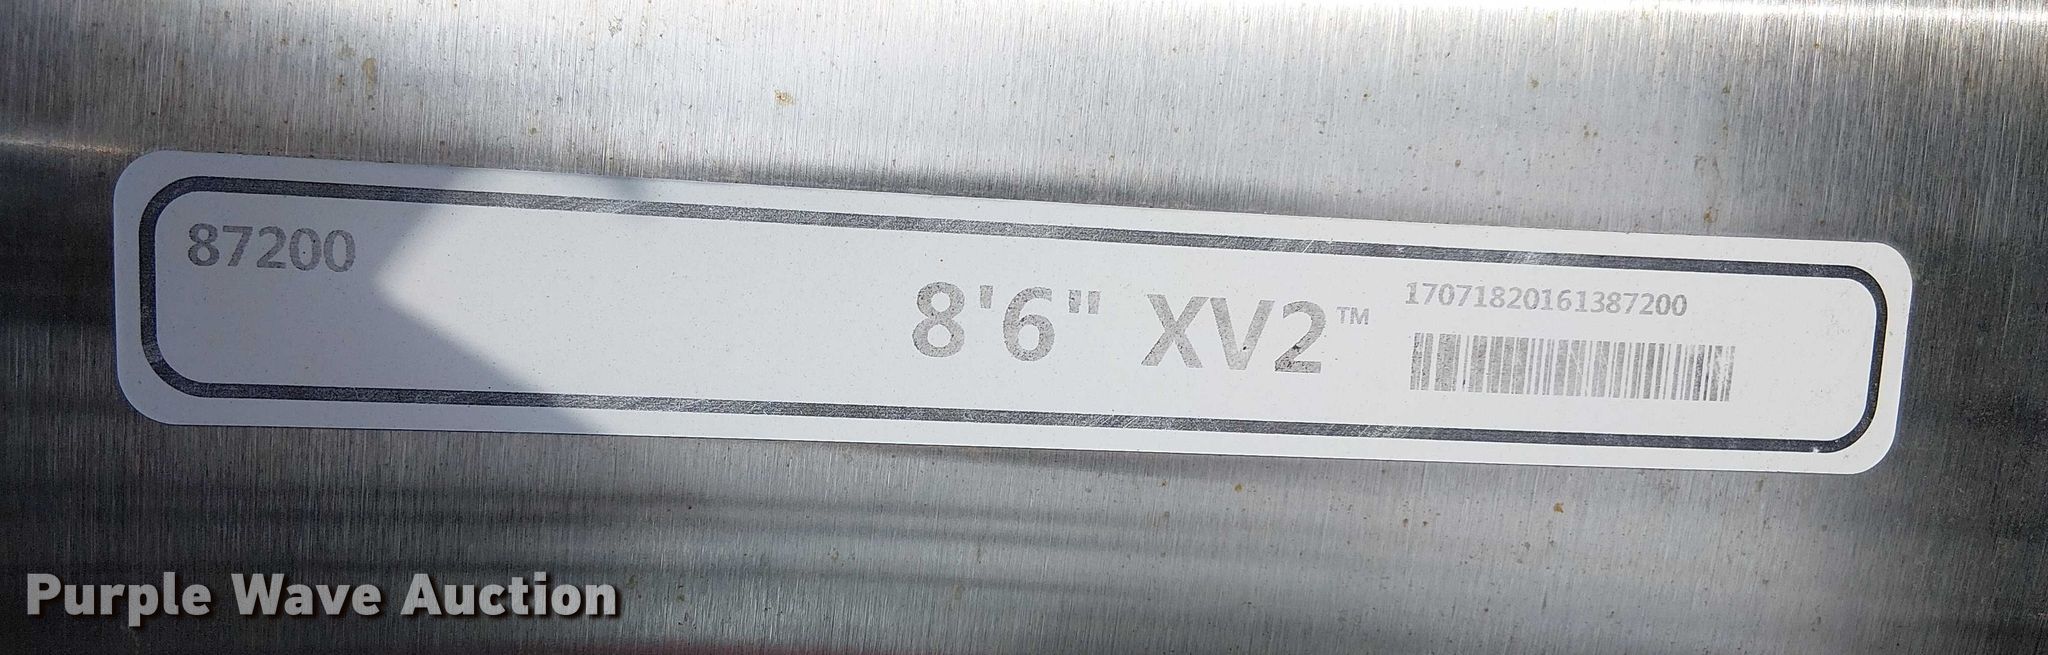 87200
8'6" XV2™
17071820161387200
Purple Wave Auction